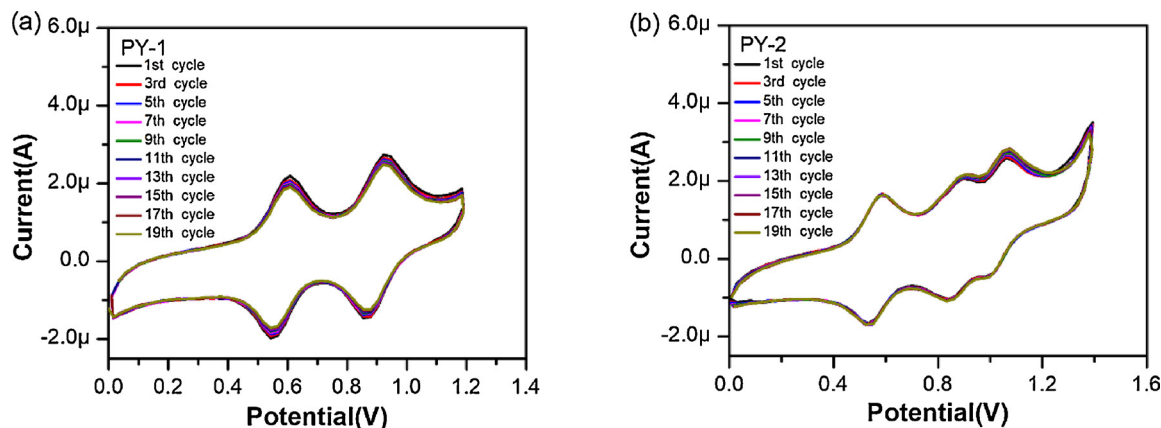 (a)
6.0µ
4.0µ
2.0µ
0.0
-2.0µ
Current(A)
PY-1
1st cycle
3rd cycle
5th cycle
7th cycle
9th cycle
11th cycle
13th cycle
15th cycle
17th cycle
19th cycle
0.0 0.2 0.4 0.6 0.8 1.0 1.2 1.4
Potential(V)
(b)
6.0µ
4.0µ
2.0µ
0.0
-2.0µ
Current(A)
PY-2
1st cycle
3rd cycle
5th cycle
7th cycle
9th cycle
11th cycle
13th cycle
15th cycle
17th cycle
19th cycle
0.0 0.4 0.8 1.2 1.6
Potential(V)